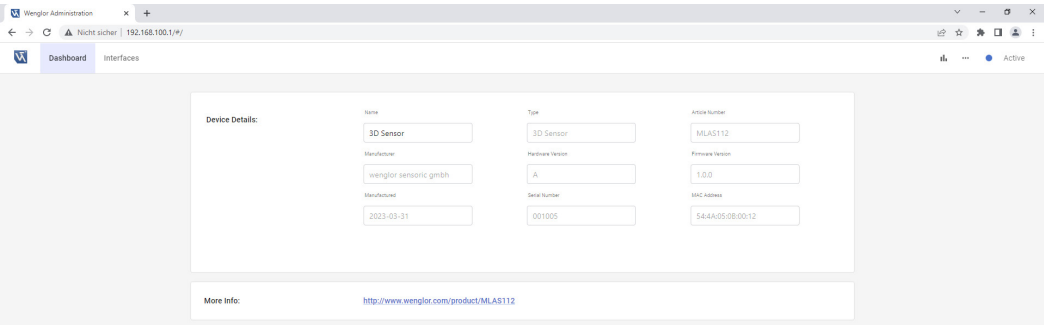 Wenglor Administration
Nicht sicher | 192.168.100.1/#/
Dashboard Interfaces Active
Device Details:
Name Type Article Number
3D Sensor 3D Sensor MLAS112
Manufacturer Hardware Version Firmware Version
wenglor sensoric gmbh A 1.0.0
Manufactured Serial Number MAC Address
2023-03-31 001005 54:4A:05:08:00:12
More Info: http://www.wenglor.com/product/MLAS112